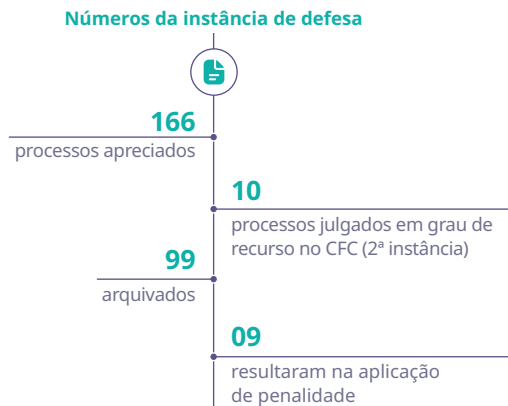 Números da instância de defesa
166
processos apreciados
10
processos julgados em grau de
recurso no CFC (2ª instância)
99
arquivados
09
resultaram na aplicação
de penalidade